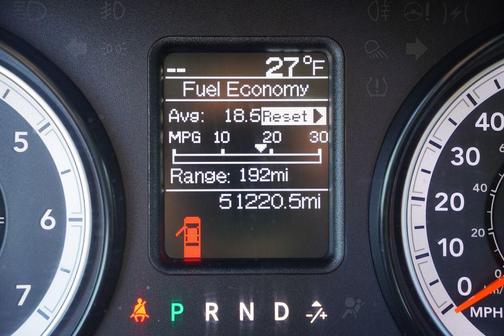 -- 27°F
Fuel Economy
Avg: 18.5 Reset
MPG 10 20 30
Range: 192mi
51220.5mi
P R N D
5
6
7
40
30
20
10
0
MPH